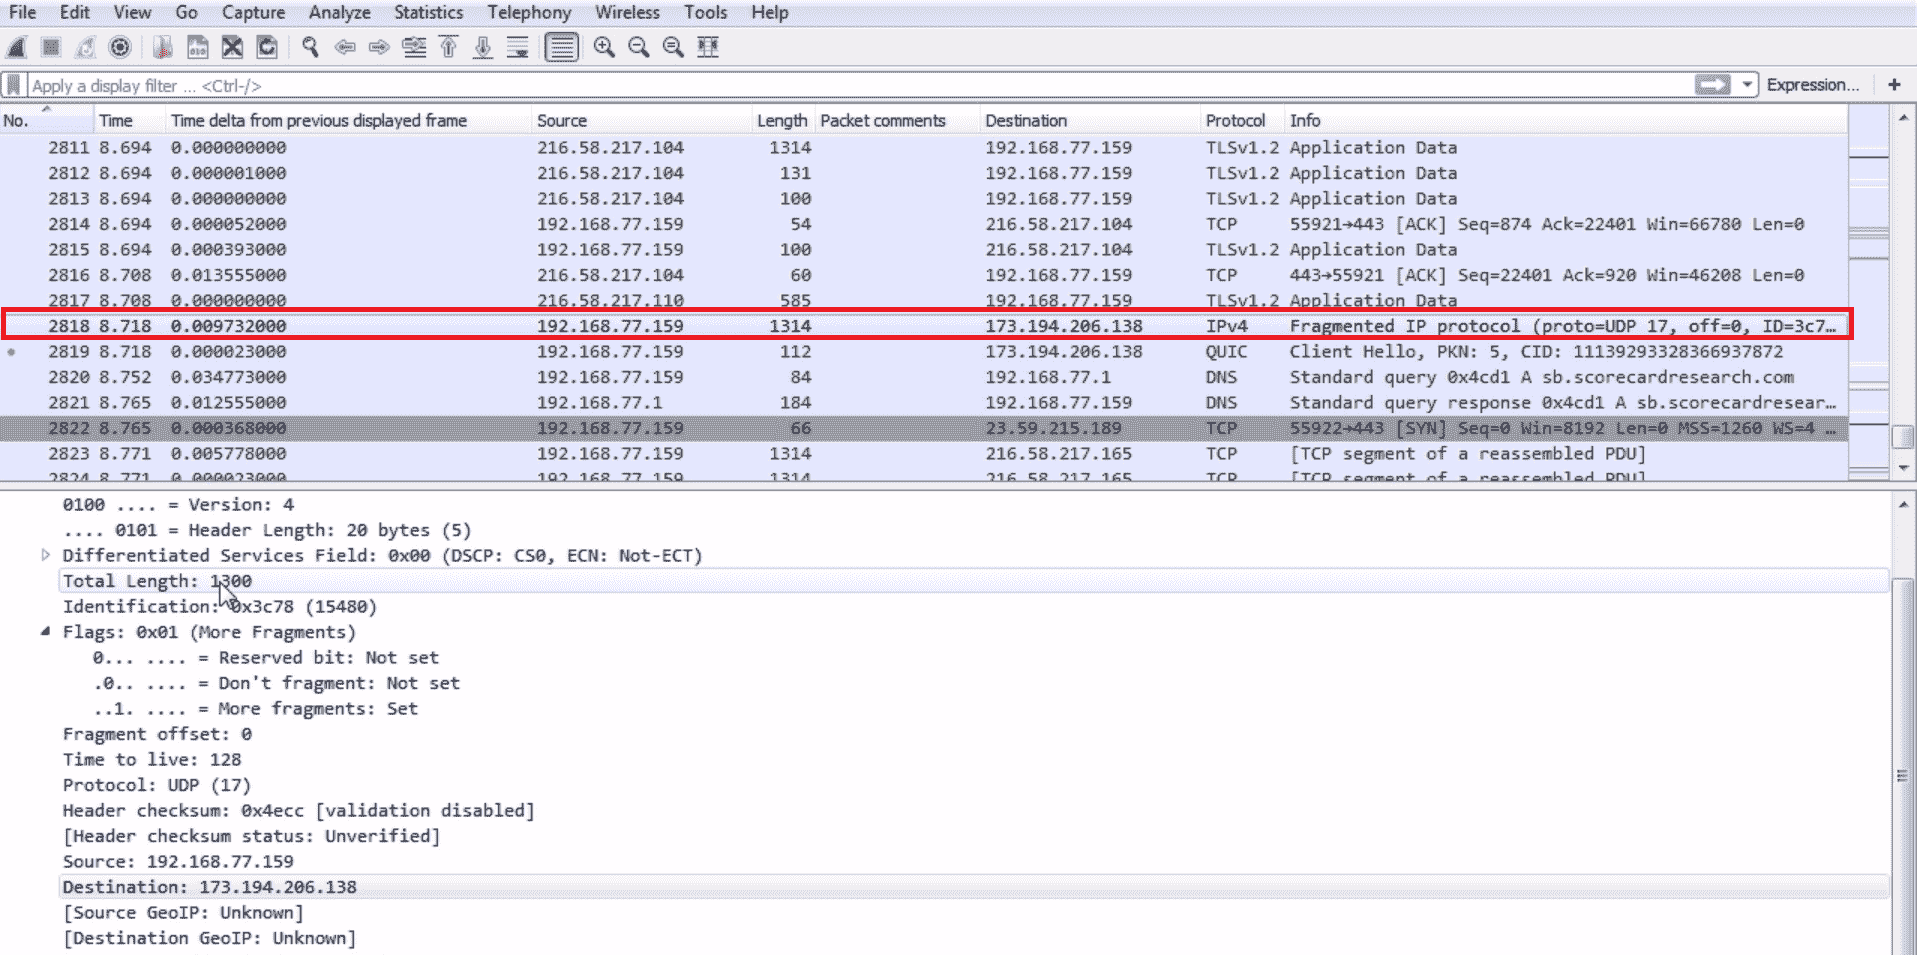 File Edit View Go Capture Analyze Statistics Telephony Wireless Tools Help
Apply a display filter ... <Ctrl-/> Expression... +
No. Time Time delta from previous displayed frame Source Length Packet comments Destination Protocol Info
2811 8.694 0.000000000 216.58.217.104 1314 192.168.77.159 TLSv1.2 Application Data
2812 8.694 0.000001000 216.58.217.104 131 192.168.77.159 TLSv1.2 Application Data
2813 8.694 0.000000000 216.58.217.104 100 192.168.77.159 TLSv1.2 Application Data
2814 8.694 0.000052000 192.168.77.159 54 216.58.217.104 TCP 55921→443 [ACK] Seq=874 Ack=22401 Win=66780 Len=0
2815 8.694 0.000393000 192.168.77.159 100 216.58.217.104 TLSv1.2 Application Data
2816 8.708 0.013555000 216.58.217.104 60 192.168.77.159 TCP 443→55921 [ACK] Seq=22401 Ack=920 Win=46208 Len=0
2817 8.708 0.000000000 216.58.217.110 585 192.168.77.159 TLSv1.2 Application Data
2818 8.718 0.009732000 192.168.77.159 1314 173.194.206.138 IPv4 Fragmented IP protocol (proto=UDP 17, off=0, ID=3c7…
2819 8.718 0.000023000 192.168.77.159 112 173.194.206.138 QUIC Client Hello, PKN: 5, CID: 11139293328366937872
2820 8.752 0.034773000 192.168.77.159 84 192.168.77.1 DNS Standard query 0x4cd1 A sb.scorecardresearch.com
2821 8.765 0.012555000 192.168.77.1 184 192.168.77.159 DNS Standard query response 0x4cd1 A sb.scorecardresear…
2822 8.765 0.000368000 192.168.77.159 66 23.59.215.189 TCP 55922→443 [SYN] Seq=0 Win=8192 Len=0 MSS=1260 WS=4 …
2823 8.771 0.005778000 192.168.77.159 1314 216.58.217.165 TCP [TCP segment of a reassembled PDU]
2824 8.771 0.000023000 192.168.77.159 1314 216.58.217.165 TCP [TCP segment of a reassembled PDU]
0100 .... = Version: 4
.... 0101 = Header Length: 20 bytes (5)
Differentiated Services Field: 0x00 (DSCP: CS0, ECN: Not-ECT)
Total Length: 1300
Identification: 0x3c78 (15480)
Flags: 0x01 (More Fragments)
0... .... = Reserved bit: Not set
.0.. .... = Don't fragment: Not set
..1. .... = More fragments: Set
Fragment offset: 0
Time to live: 128
Protocol: UDP (17)
Header checksum: 0x4ecc [validation disabled]
[Header checksum status: Unverified]
Source: 192.168.77.159
Destination: 173.194.206.138
[Source GeoIP: Unknown]
[Destination GeoIP: Unknown]